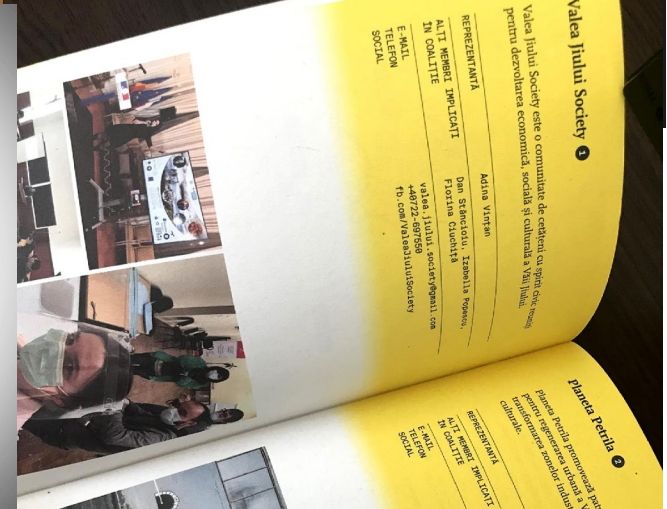 Valea Jiului Society 1
Valea Jiului Society este o comunitate de cetățeni cu spirit civic reuniți
pentru dezvoltarea economică, socială și culturală a Văii Jiului.
REPREZENTANTĂ Adina Vințan
ALȚI MEMBRI IMPLICAȚI Dan Stâncioiu, Izabella Popescu,
ÎN COALIȚIE Florina Ciuchiță
E-MAIL valea.jiului.society@gmail.com
TELEFON +40722-697550
SOCIAL fb.com/ValeaJiuluiSociety
Planeta Petrila 2
Planeta Petrila promovează
pentru regenerarea urbană a
transformarea zonelor
culturale.
REPREZENTANTĂ
ALȚI MEMBRI IMPLICAȚI
ÎN COALIȚIE
E-MAIL
TELEFON
SOCIAL